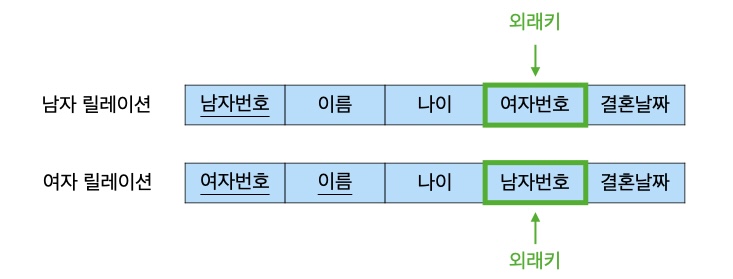 외래키
남자 릴레이션 남자번호 이름 나이 여자번호 결혼날짜
여자 릴레이션 여자번호 이름 나이 남자번호 결혼날짜
외래키